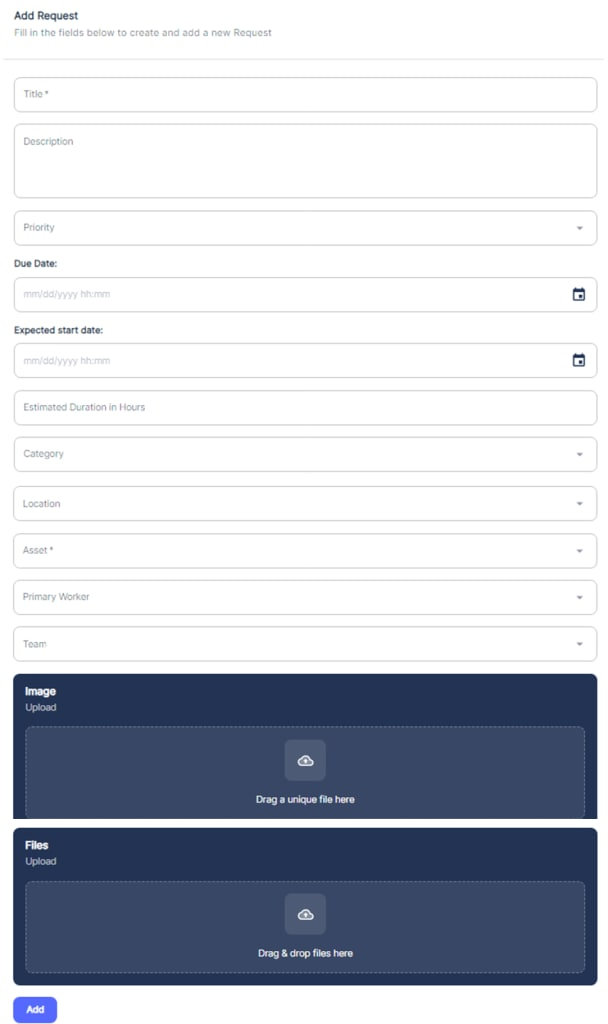 Add Request
Fill in the fields below to create and add a new Request
Title *
Description
Priority
Due Date:
mm/dd/yyyy hh:mm
Expected start date:
mm/dd/yyyy hh:mm
Estimated Duration in Hours
Category
Location
Asset *
Primary Worker
Team
Image
Upload
Drag a unique file here
Files
Upload
Drag & drop files here
Add